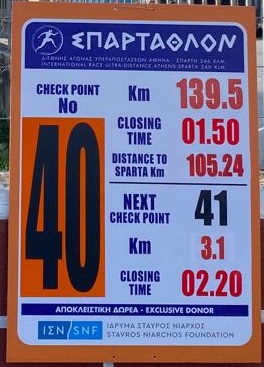 ΣΠΑΡΤΑΘΛΟΝ
ΔΙΕΘΝΗΣ ΑΓΩΝΑΣ ΥΠΕΡΑΠΟΣΤΑΣΕΩΝ ΑΘΗΝΑ - ΣΠΑΡΤΗ 246 ΧΛΜ.
INTERNATIONAL RACE ULTRA-DISTANCE ATHENS-SPARTA 246 KLM.
CHECK POINT
No
40
Km 139.5
CLOSING
TIME 01.50
DISTANCE TO
SPARTA Km 105.24
NEXT
CHECK POINT 41
Km 3.1
CLOSING
TIME 02.20
ΑΠΟΚΛΕΙΣΤΙΚΗ ΔΩΡΕΑ - EXCLUSIVE DONOR
ΙΣΝ/SNF ΙΔΡΥΜΑ ΣΤΑΥΡΟΣ ΝΙΑΡΧΟΣ
STAVROS NIARCHOS FOUNDATION